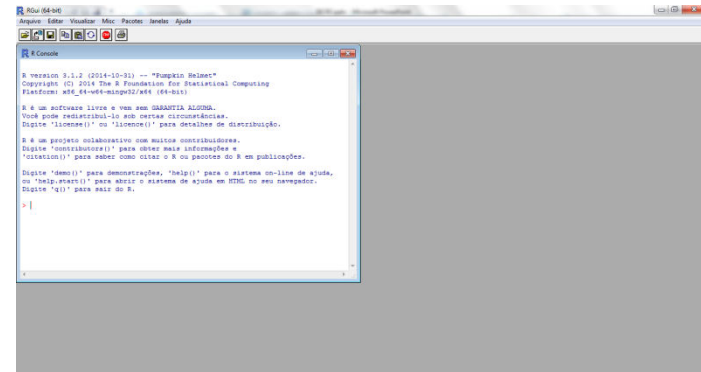 RGui (64-bit)
Arquivo Editar Visualizar Misc Pacotes Janelas Ajuda
STOP
R Console
R version 3.1.2 (2014-10-31) -- "Pumpkin Helmet"
Copyright (C) 2014 The R Foundation for Statistical Computing
Platform: x86_64-w64-mingw32/x64 (64-bit)
R é um software livre e vem sem GARANTIA ALGUMA.
Você pode redistribuí-lo sob certas circunstâncias.
Digite 'license()' ou 'licence()' para detalhes de distribuição.
R é um projeto colaborativo com muitos contribuidores.
Digite 'contributors()' para obter mais informações e
'citation()' para saber como citar o R ou pacotes do R em publicações.
Digite 'demo()' para demonstrações, 'help()' para o sistema on-line de ajuda,
ou 'help.start()' para abrir o sistema de ajuda em HTML no seu navegador.
Digite 'q()' para sair do R.
>